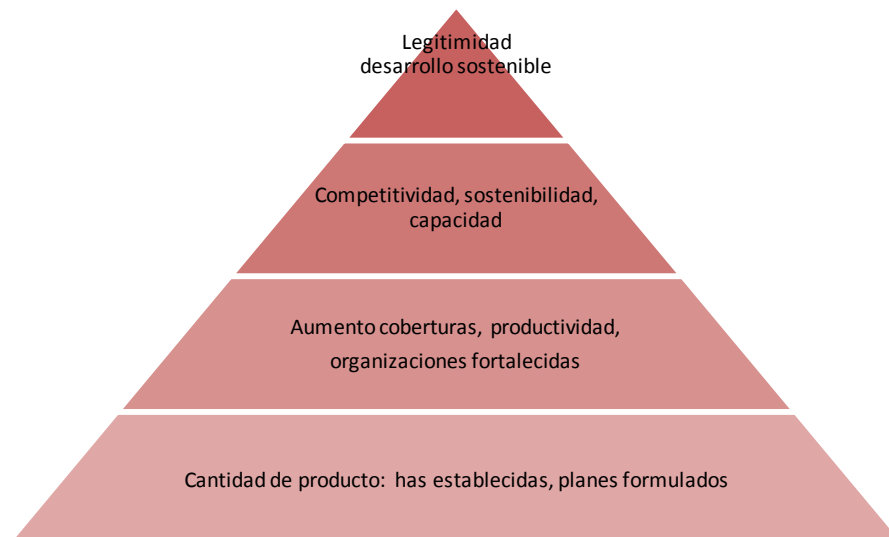 Legitimidad
desarrollo sostenible
Competitividad, sostenibilidad,
capacidad
Aumento coberturas, productividad,
organizaciones fortalecidas
Cantidad de producto: has establecidas, planes formulados